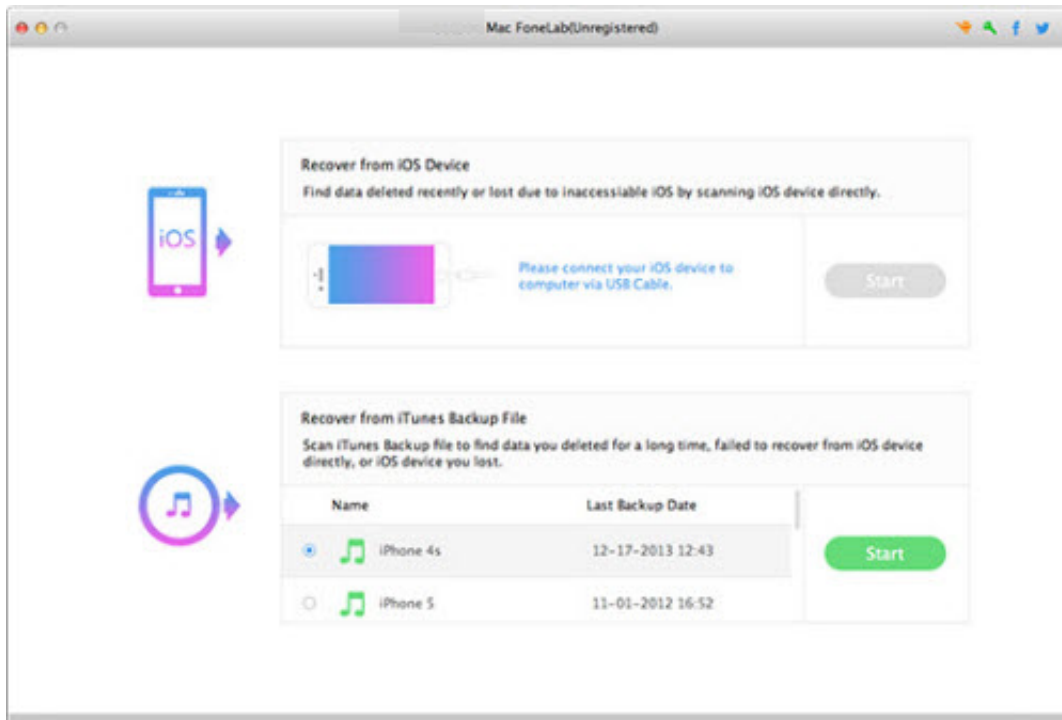 Mac FoneLab(Unregistered)
Recover from iOS Device
Find data deleted recently or lost due to inaccessiable iOS by scanning iOS device directly.
iOS
Please connect your iOS device to
computer via USB Cable.
Start
Recover from iTunes Backup File
Scan iTunes Backup file to find data you deleted for a long time, failed to recover from iOS device
directly, or iOS device you lost.
Name Last Backup Date
iPhone 4s 12-17-2013 12:43
Start
iPhone 5 11-01-2012 16:52